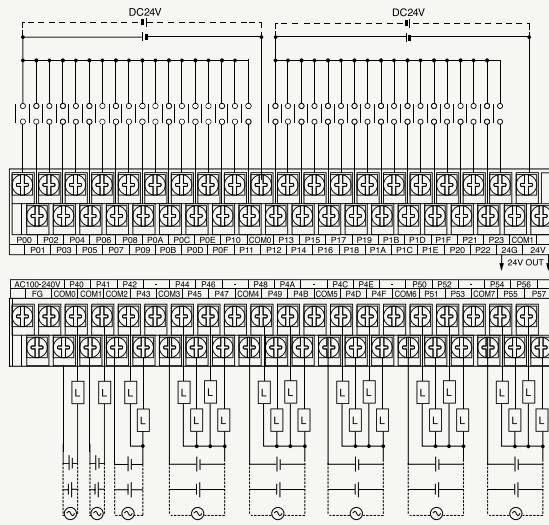 DC24V DC24V
P00 P02 P04 P06 P08 P0A P0C P0E P10 COM0 P13 P15 P17 P19 P1B P1D P1F P21 P23 COM1
P01 P03 P05 P07 P09 P0B P0D P0F P11 P12 P14 P16 P18 P1A P1C P1E P20 P22 24G 24V
24V OUT
AC100-240V P40 P41 P42 - P44 P46 - P48 P4A - P4C P4E - P50 P52 - P54 P56
FG COM0 COM1 COM2 P43 COM3 P45 P47 COM4 P49 P4B COM5 P4D P4F COM6 P51 P53 COM7 P55 P57
L L L L L L L L L L
L L L L L L L L L L L